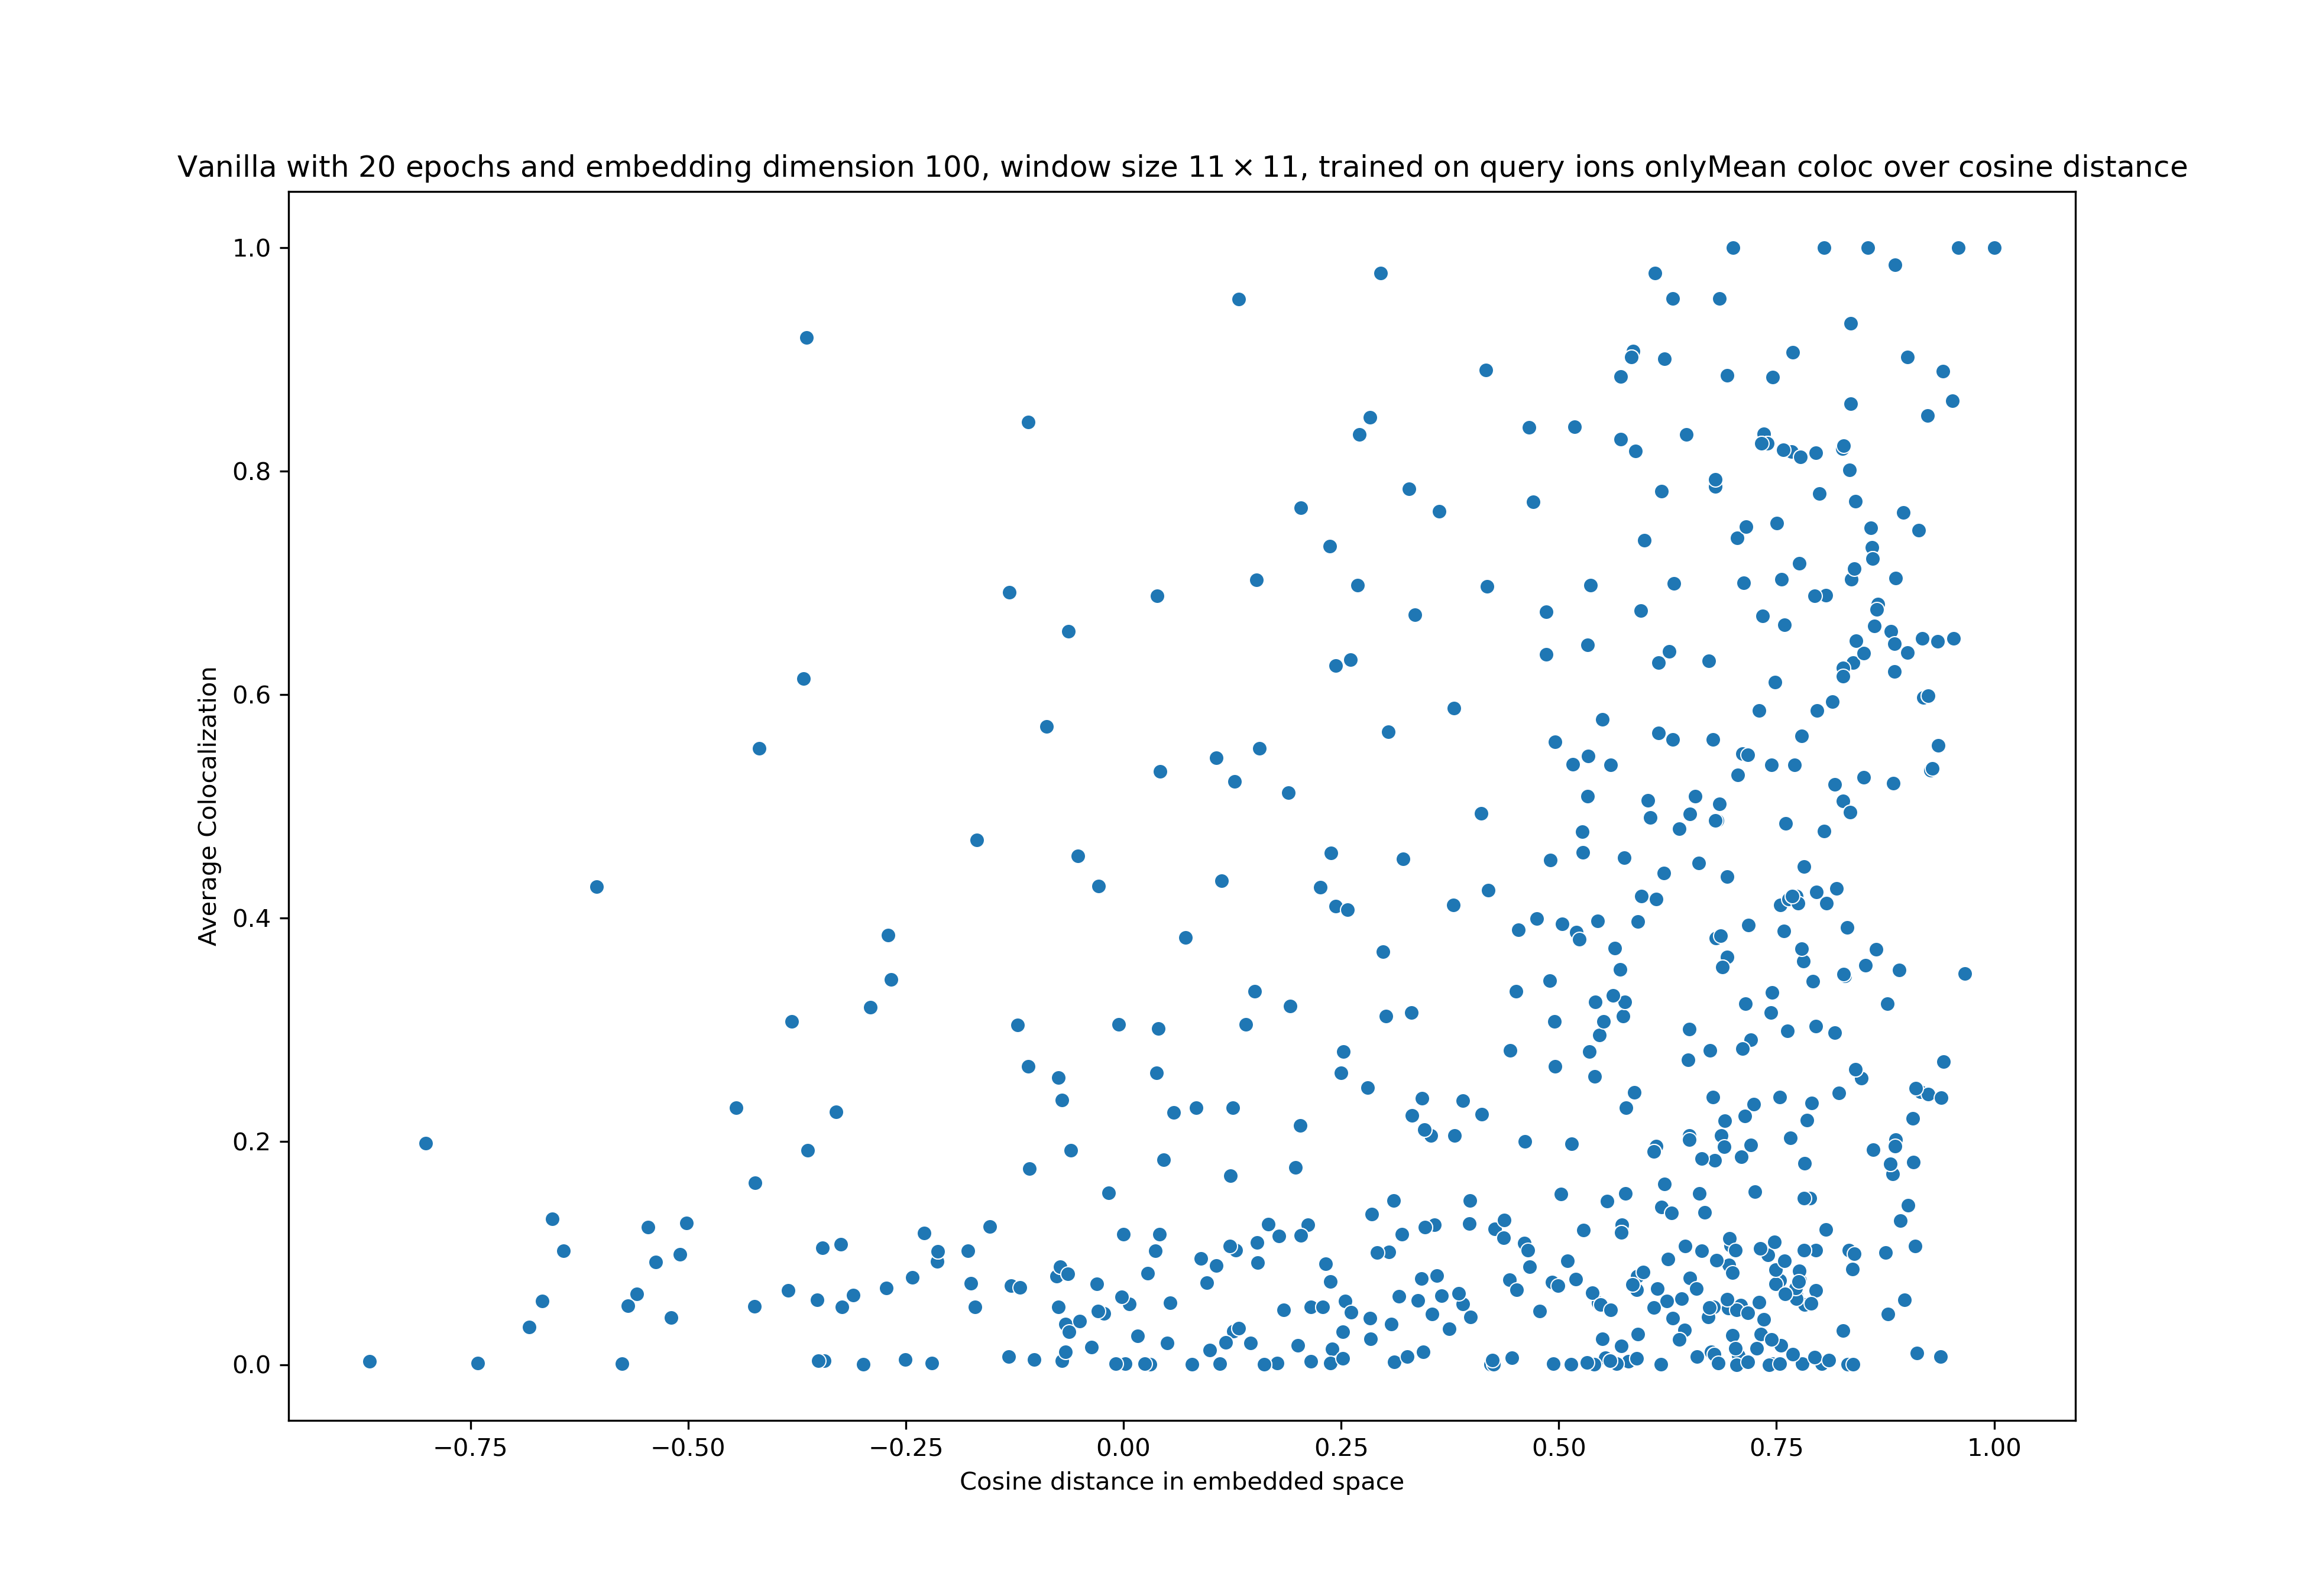 Vanilla with 20 epochs and embedding dimension 100, window size 11 × 11, trained on query ions onlyMean coloc over cosine distance
1.0
0.8
0.6
0.4
0.2
0.0
Average Colocalization
−0.75 −0.50 −0.25 0.00 0.25 0.50 0.75 1.00
Cosine distance in embedded space